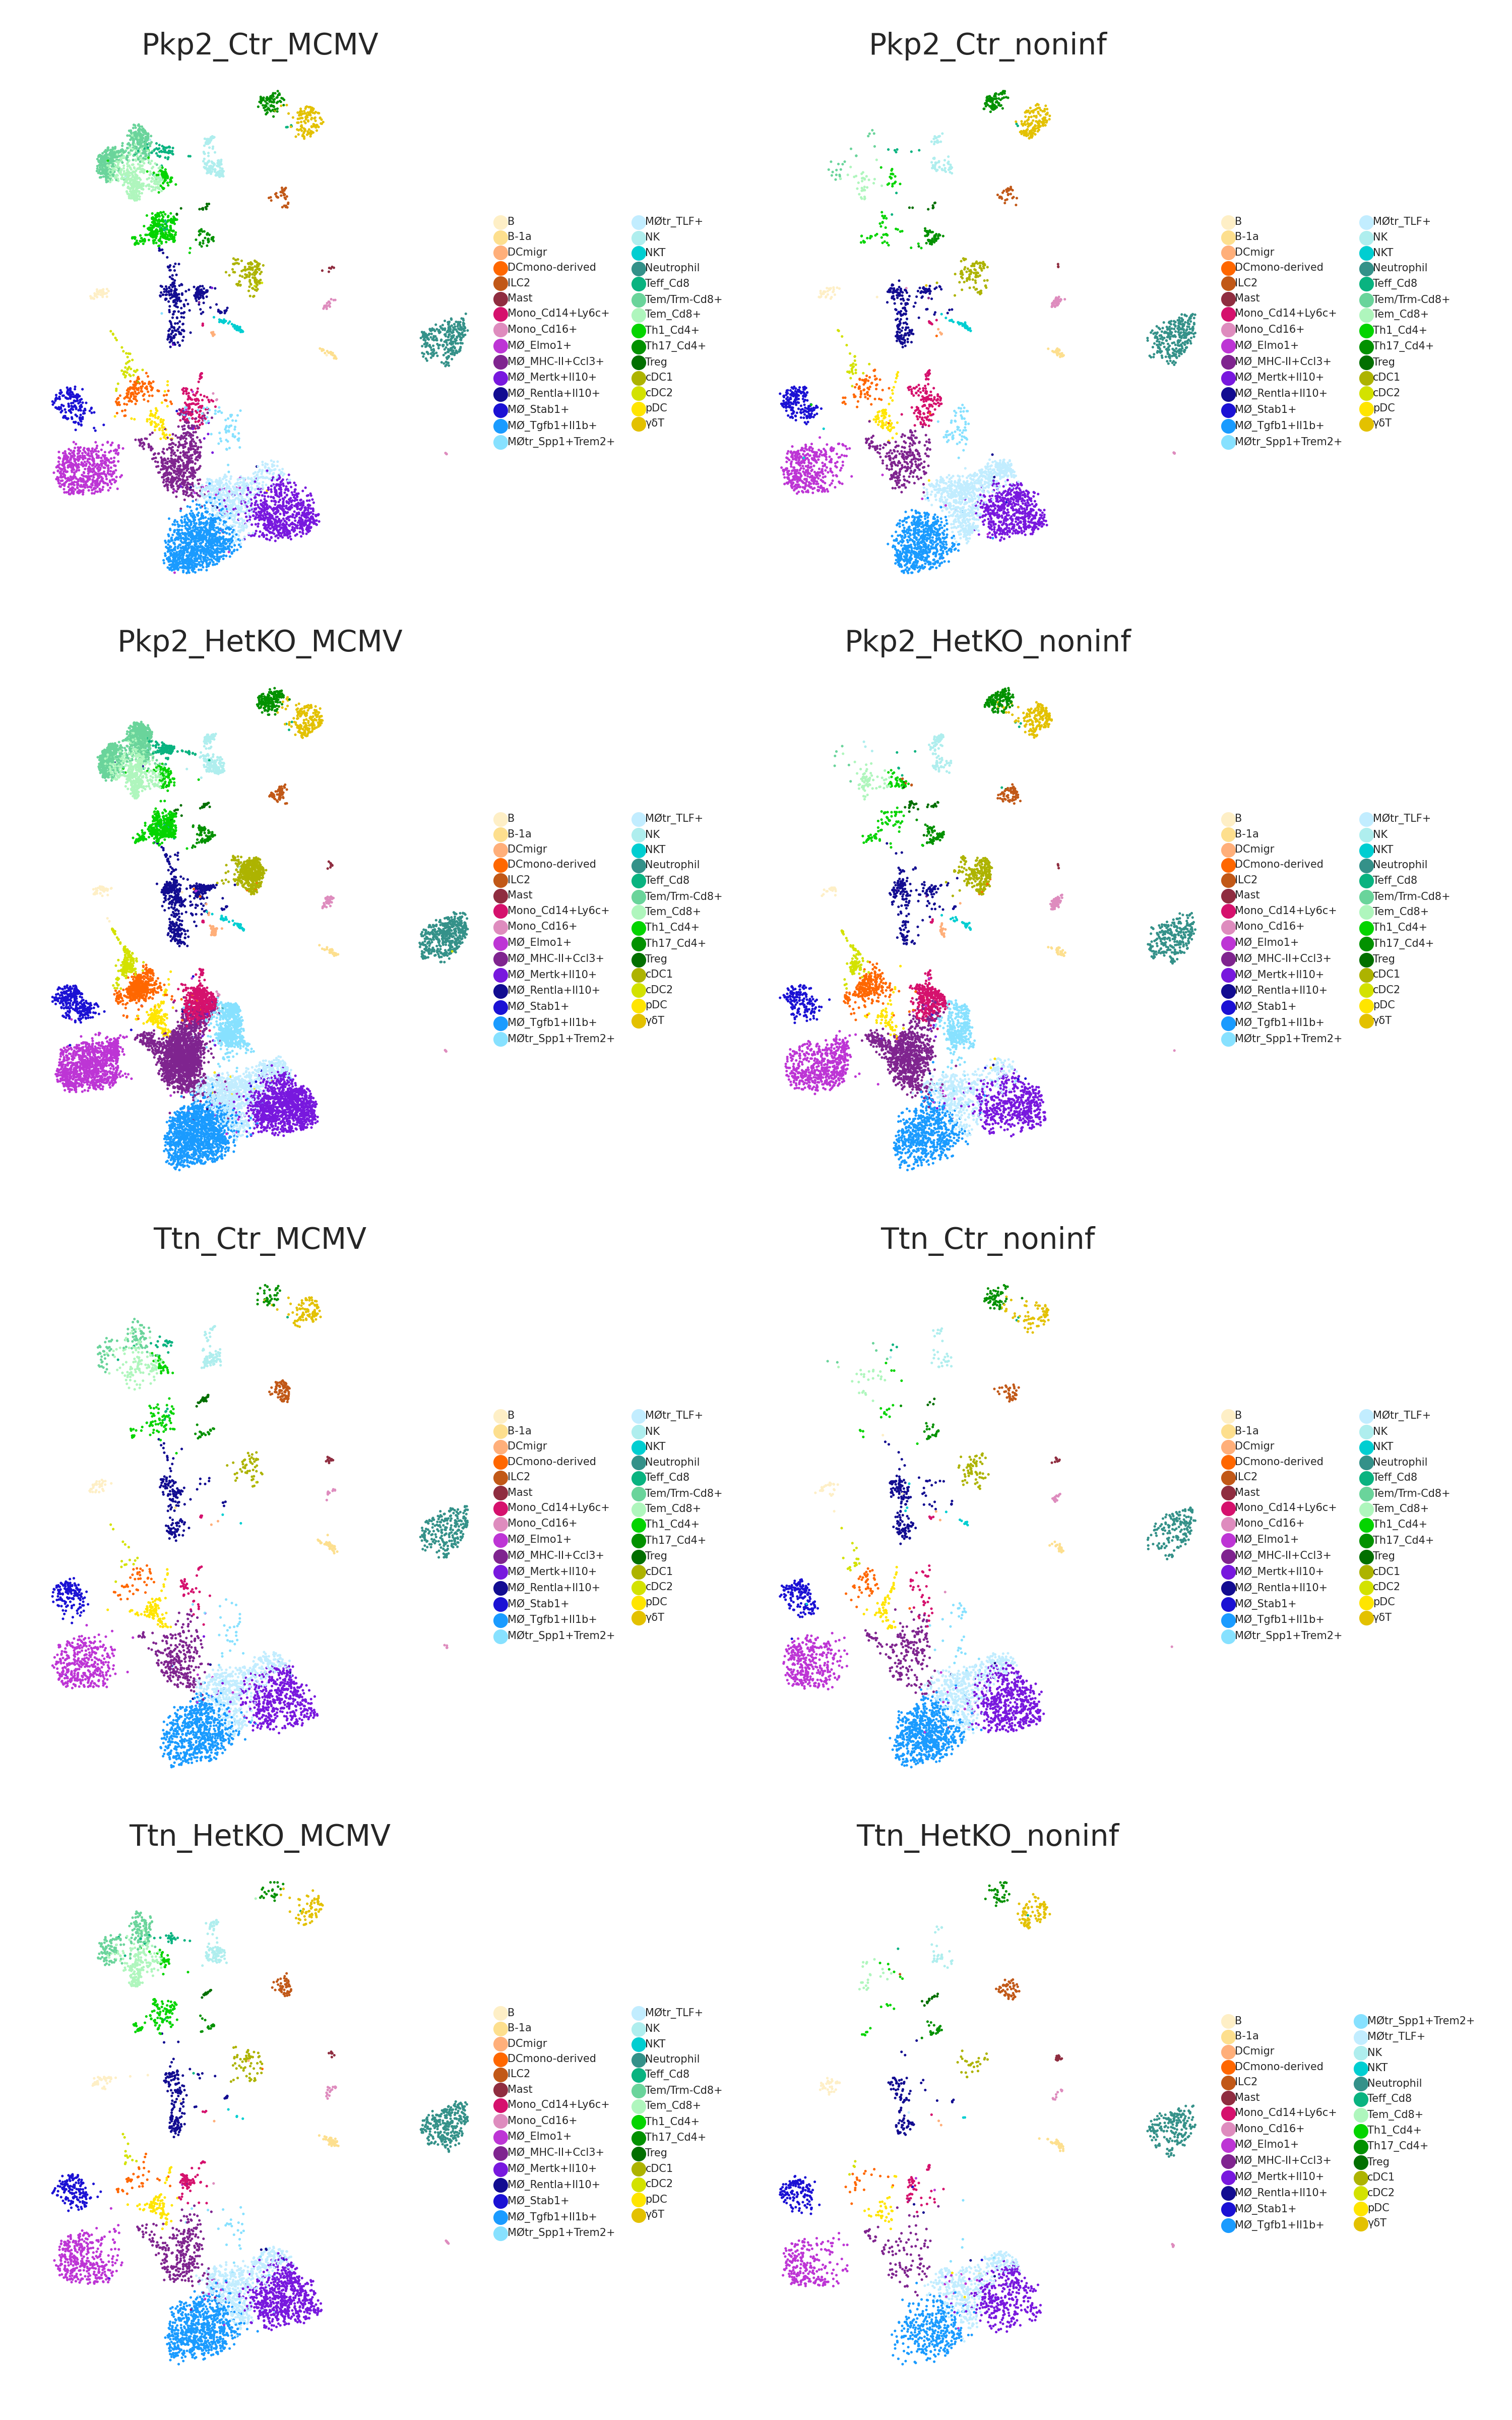 Pkp2_Ctr_MCMV
B
B-1a
DCmigr
DCmono-derived
ILC2
Mast
Mono_Cd14+Ly6c+
Mono_Cd16+
MØ_Elmo1+
MØ_MHC-II+Ccl3+
MØ_Mertk+Il10+
MØ_Rentla+Il10+
MØ_Stab1+
MØ_Tgfb1+Il1b+
MØtr_Spp1+Trem2+
MØtr_TLF+
NK
NKT
Neutrophil
Teff_Cd8
Tem/Trm-Cd8+
Tem_Cd8+
Th1_Cd4+
Th17_Cd4+
Treg
cDC1
cDC2
pDC
γδT
Pkp2_Ctr_noninf
B
B-1a
DCmigr
DCmono-derived
ILC2
Mast
Mono_Cd14+Ly6c+
Mono_Cd16+
MØ_Elmo1+
MØ_MHC-II+Ccl3+
MØ_Mertk+Il10+
MØ_Rentla+Il10+
MØ_Stab1+
MØ_Tgfb1+Il1b+
MØtr_Spp1+Trem2+
MØtr_TLF+
NK
NKT
Neutrophil
Teff_Cd8
Tem/Trm-Cd8+
Tem_Cd8+
Th1_Cd4+
Th17_Cd4+
Treg
cDC1
cDC2
pDC
γδT
Pkp2_HetKO_MCMV
B
B-1a
DCmigr
DCmono-derived
ILC2
Mast
Mono_Cd14+Ly6c+
Mono_Cd16+
MØ_Elmo1+
MØ_MHC-II+Ccl3+
MØ_Mertk+Il10+
MØ_Rentla+Il10+
MØ_Stab1+
MØ_Tgfb1+Il1b+
MØtr_Spp1+Trem2+
MØtr_TLF+
NK
NKT
Neutrophil
Teff_Cd8
Tem/Trm-Cd8+
Tem_Cd8+
Th1_Cd4+
Th17_Cd4+
Treg
cDC1
cDC2
pDC
γδT
Pkp2_HetKO_noninf
B
B-1a
DCmigr
DCmono-derived
ILC2
Mast
Mono_Cd14+Ly6c+
Mono_Cd16+
MØ_Elmo1+
MØ_MHC-II+Ccl3+
MØ_Mertk+Il10+
MØ_Rentla+Il10+
MØ_Stab1+
MØ_Tgfb1+Il1b+
MØtr_Spp1+Trem2+
MØtr_TLF+
NK
NKT
Neutrophil
Teff_Cd8
Tem/Trm-Cd8+
Tem_Cd8+
Th1_Cd4+
Th17_Cd4+
Treg
cDC1
cDC2
pDC
γδT
Ttn_Ctr_MCMV
B
B-1a
DCmigr
DCmono-derived
ILC2
Mast
Mono_Cd14+Ly6c+
Mono_Cd16+
MØ_Elmo1+
MØ_MHC-II+Ccl3+
MØ_Mertk+Il10+
MØ_Rentla+Il10+
MØ_Stab1+
MØ_Tgfb1+Il1b+
MØtr_Spp1+Trem2+
MØtr_TLF+
NK
NKT
Neutrophil
Teff_Cd8
Tem/Trm-Cd8+
Tem_Cd8+
Th1_Cd4+
Th17_Cd4+
Treg
cDC1
cDC2
pDC
γδT
Ttn_Ctr_noninf
B
B-1a
DCmigr
DCmono-derived
ILC2
Mast
Mono_Cd14+Ly6c+
Mono_Cd16+
MØ_Elmo1+
MØ_MHC-II+Ccl3+
MØ_Mertk+Il10+
MØ_Rentla+Il10+
MØ_Stab1+
MØ_Tgfb1+Il1b+
MØtr_Spp1+Trem2+
MØtr_TLF+
NK
NKT
Neutrophil
Teff_Cd8
Tem/Trm-Cd8+
Tem_Cd8+
Th1_Cd4+
Th17_Cd4+
Treg
cDC1
cDC2
pDC
γδT
Ttn_HetKO_MCMV
B
B-1a
DCmigr
DCmono-derived
ILC2
Mast
Mono_Cd14+Ly6c+
Mono_Cd16+
MØ_Elmo1+
MØ_MHC-II+Ccl3+
MØ_Mertk+Il10+
MØ_Rentla+Il10+
MØ_Stab1+
MØ_Tgfb1+Il1b+
MØtr_Spp1+Trem2+
MØtr_TLF+
NK
NKT
Neutrophil
Teff_Cd8
Tem/Trm-Cd8+
Tem_Cd8+
Th1_Cd4+
Th17_Cd4+
Treg
cDC1
cDC2
pDC
γδT
Ttn_HetKO_noninf
B
B-1a
DCmigr
DCmono-derived
ILC2
Mast
Mono_Cd14+Ly6c+
Mono_Cd16+
MØ_Elmo1+
MØ_MHC-II+Ccl3+
MØ_Mertk+Il10+
MØ_Rentla+Il10+
MØ_Stab1+
MØ_Tgfb1+Il1b+
MØtr_Spp1+Trem2+
MØtr_TLF+
NK
NKT
Neutrophil
Teff_Cd8
Tem_Cd8+
Th1_Cd4+
Th17_Cd4+
Treg
cDC1
cDC2
pDC
γδT